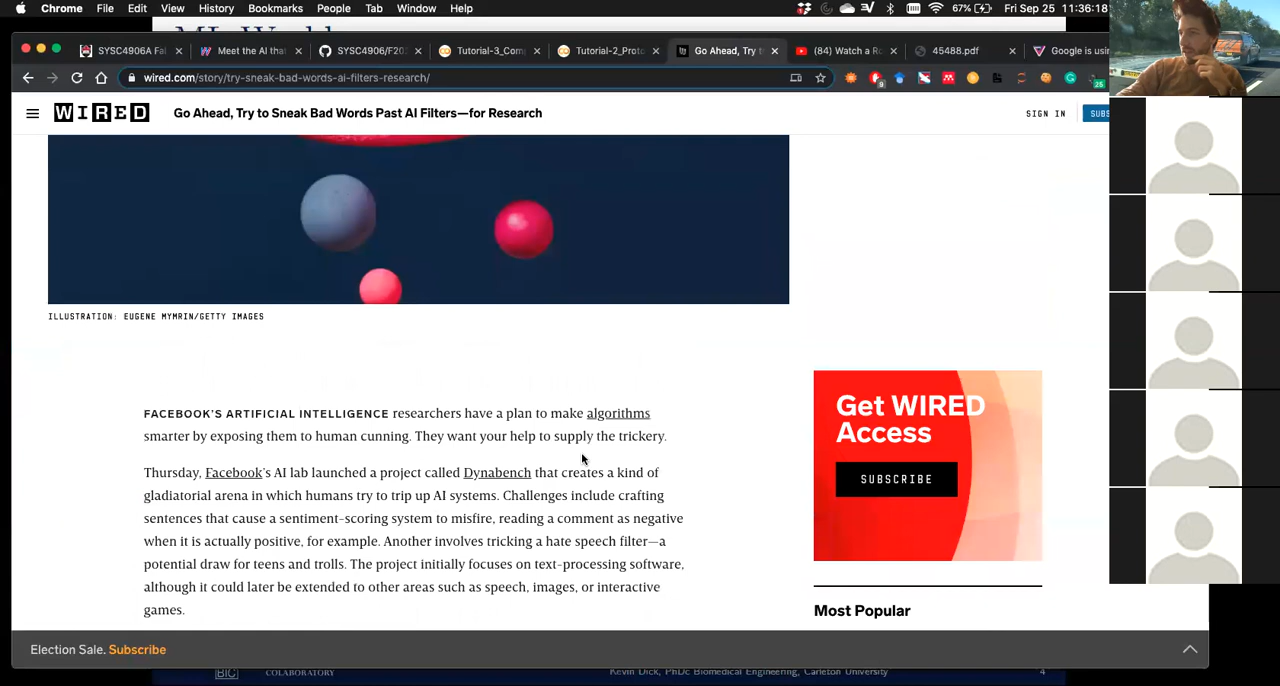 Chrome File Edit View History Bookmarks People Tab Window Help 67% Fri Sep 25 11:36:18
SYSC4906A Fal Meet the AI that SYSC4906/F20 Tutorial-3_Com Tutorial-2_Proto Go Ahead, Try t (84) Watch a Ro 45488.pdf Google is usin
wired.com/story/try-sneak-bad-words-ai-filters-research/
WIRED Go Ahead, Try to Sneak Bad Words Past AI Filters—for Research SIGN IN SUBS
ILLUSTRATION: EUGENE MYMRIN/GETTY IMAGES
FACEBOOK'S ARTIFICIAL INTELLIGENCE researchers have a plan to make algorithms
smarter by exposing them to human cunning. They want your help to supply the trickery.
Thursday, Facebook's AI lab launched a project called Dynabench that creates a kind of
gladiatorial arena in which humans try to trip up AI systems. Challenges include crafting
sentences that cause a sentiment-scoring system to misfire, reading a comment as negative
when it is actually positive, for example. Another involves tricking a hate speech filter—a
potential draw for teens and trolls. The project initially focuses on text-processing software,
although it could later be extended to other areas such as speech, images, or interactive
games.
Get WIRED
Access
SUBSCRIBE
Most Popular
Election Sale. Subscribe
BIC COLABORATORY Kevin Dick, PhDc Biomedical Engineering, Carleton University 4